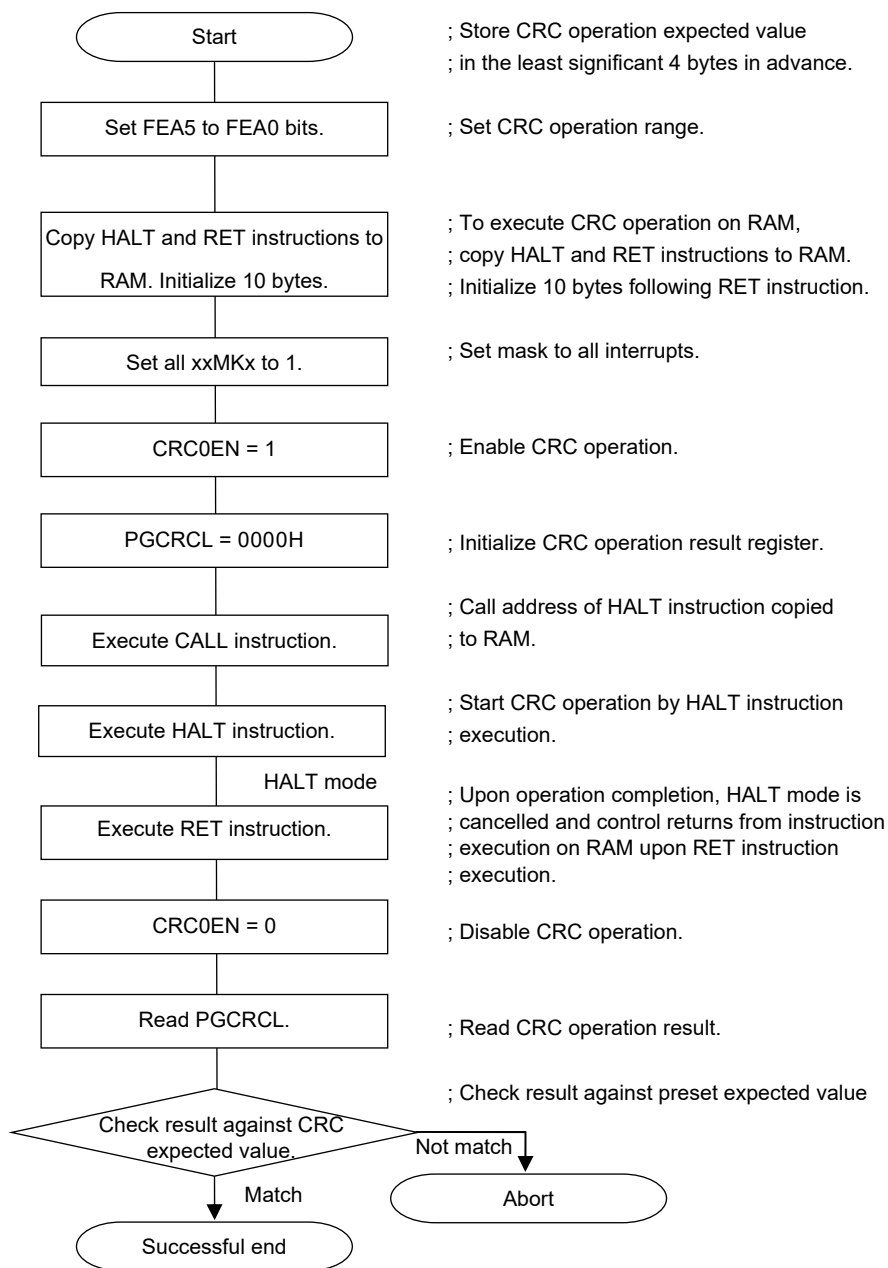 Start
; Store CRC operation expected value
; in the least significant 4 bytes in advance.
Set FEA5 to FEA0 bits.
; Set CRC operation range.
Copy HALT and RET instructions to
RAM. Initialize 10 bytes.
; To execute CRC operation on RAM,
; copy HALT and RET instructions to RAM.
; Initialize 10 bytes following RET instruction.
Set all xxMKx to 1.
; Set mask to all interrupts.
CRC0EN = 1
; Enable CRC operation.
PGCRCL = 0000H
; Initialize CRC operation result register.
Execute CALL instruction.
; Call address of HALT instruction copied
; to RAM.
Execute HALT instruction.
; Start CRC operation by HALT instruction
; execution.
HALT mode
Execute RET instruction.
; Upon operation completion, HALT mode is
; cancelled and control returns from instruction
; execution on RAM upon RET instruction
; execution.
CRC0EN = 0
; Disable CRC operation.
Read PGCRCL.
; Read CRC operation result.
; Check result against preset expected value
Check result against CRC
expected value.
Not match
Match
Abort
Successful end